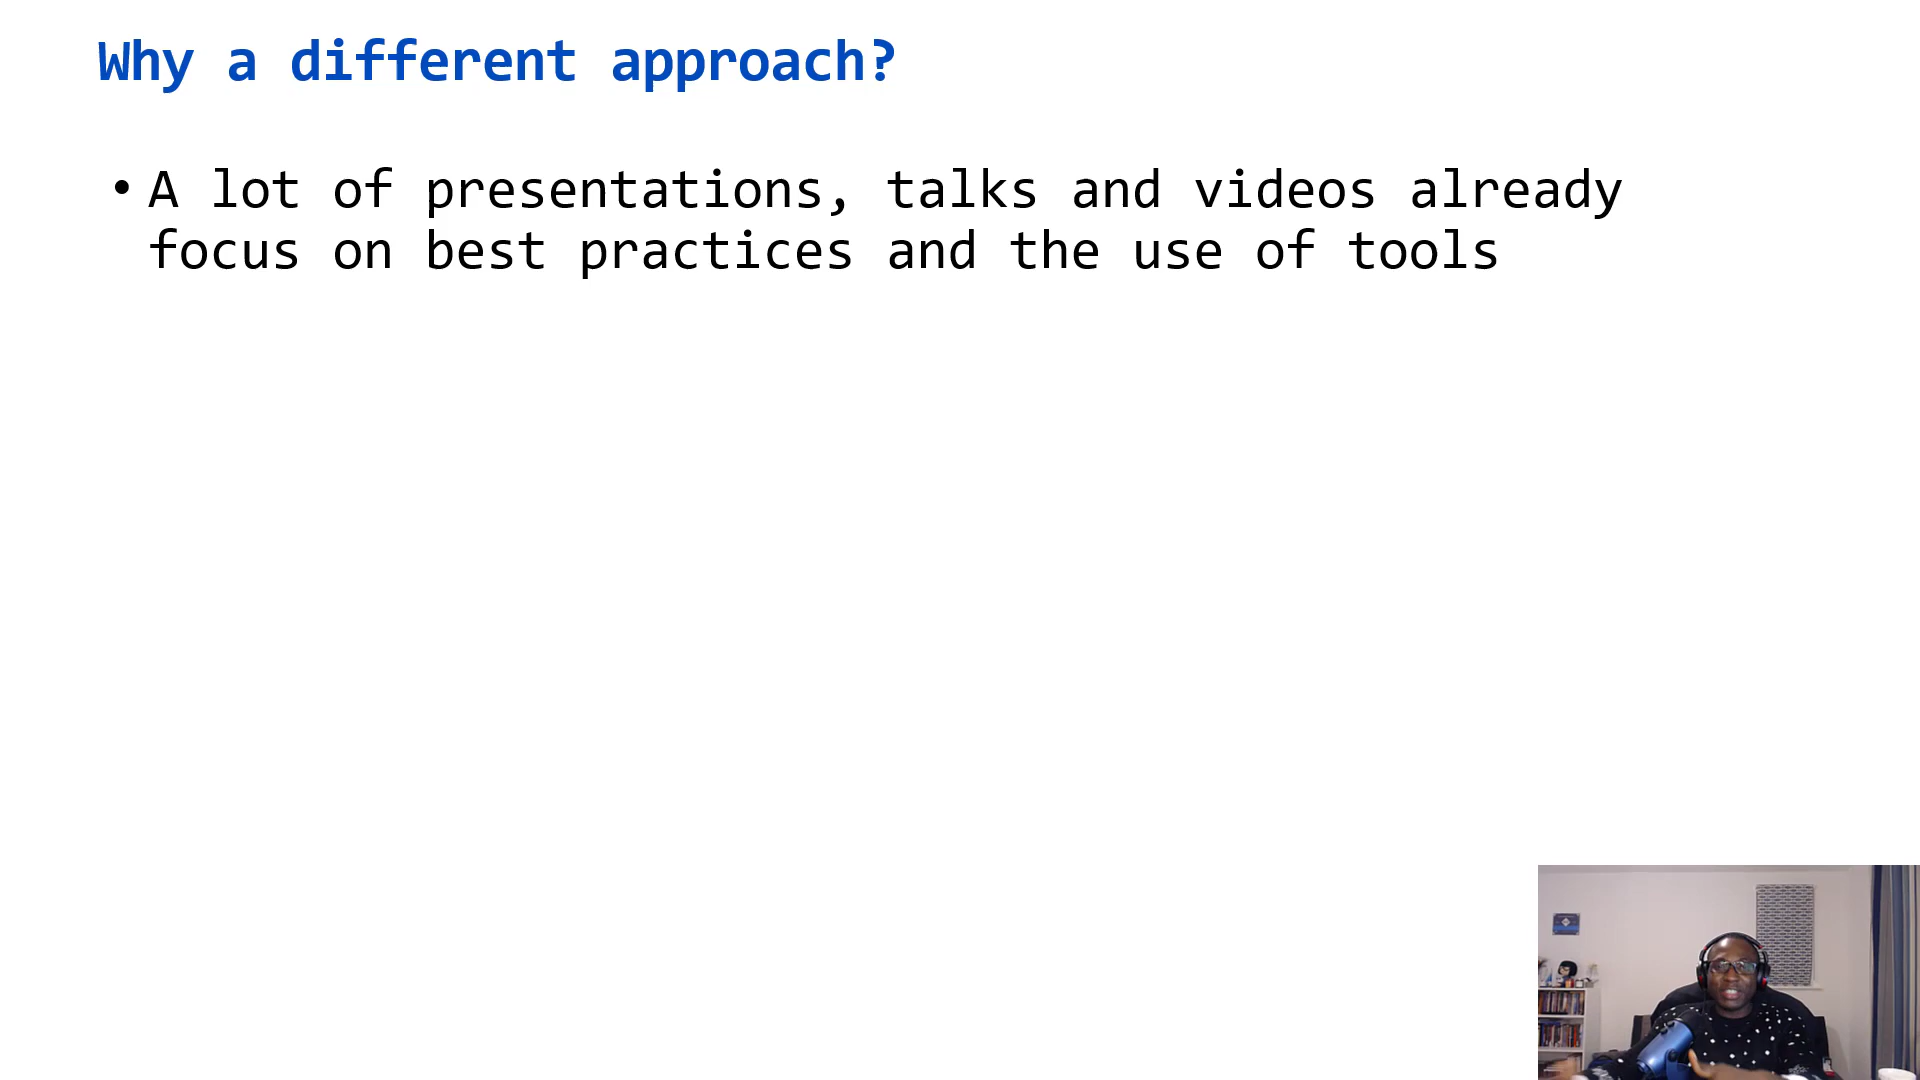 Why a different approach?
• A lot of presentations, talks and videos already
focus on best practices and the use of tools